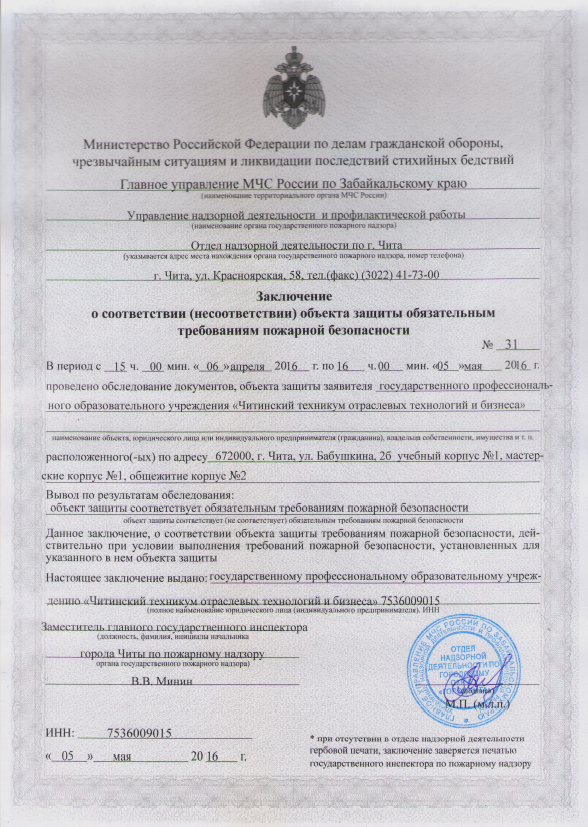 Министерство Российской Федерации по делам гражданской обороны,
чрезвычайным ситуациям и ликвидации последствий стихийных бедствий
Главное управление МЧС России по Забайкальскому краю
(наименование территориального органа МЧС России)
Управление надзорной деятельности и профилактической работы
(наименование органа государственного пожарного надзора)
Отдел надзорной деятельности по г. Чита
(указывается адрес места нахождения органа государственного пожарного надзора, номер телефона)
г. Чита, ул. Красноярская, 58, тел.(факс) (3022) 41-73-00
Заключение
о соответствии (несоответствии) объекта защиты обязательным
требованиям пожарной безопасности
№ 31
В период с 15 ч. 00 мин. « 06 »апреля 2016 г. по 16 ч.00 мин. «05 »мая 2016 г.
проведено обследование документов, объекта защиты заявителя государственного профессиональ-
ного образовательного учреждения «Читинский техникум отраслевых технологий и бизнеса»
наименование объекта, юридического лица или индивидуального предпринимателя (гражданина), владельца собственности, имущества и т. п.
расположенного(-ых) по адресу 672000, г. Чита, ул. Бабушкина, 2б учебный корпус №1, мастер-
ские корпус №1, общежитие корпус №2
Вывод по результатам обследования:
объект защиты соответствует обязательным требованиям пожарной безопасности
объект защиты соответствует (не соответствует) обязательным требованиям пожарной безопасности
Данное заключение, о соответствии объекта защиты требованиям пожарной безопасности, дей-
ствительно при условии выполнения требований пожарной безопасности, установленных для
указанного в нем объекта защиты
Настоящее заключение выдано: государственному профессиональному образовательному учреж-
дению «Читинский техникум отраслевых технологий и бизнеса» 7536009015
(полное наименование юридического лица (индивидуального предпринимателя). ИНН
Заместитель главного государственного инспектора
(должность, фамилия, инициалы начальника
города Читы по пожарному надзору
органа государственного пожарного надзора)
В.В. Минин
ОТДЕЛ
НАДЗОРНОЙ
ДЕЯТЕЛЬНОСТИ ПО
ГОРОДСКОМУ
М.П. (м.л.п.)
ИНН: 7536009015
« 05 » мая 20 16 г.
* при отсутствии в отделе надзорной деятельности
гербовой печати, заключение заверяется печатью
государственного инспектора по пожарному надзору